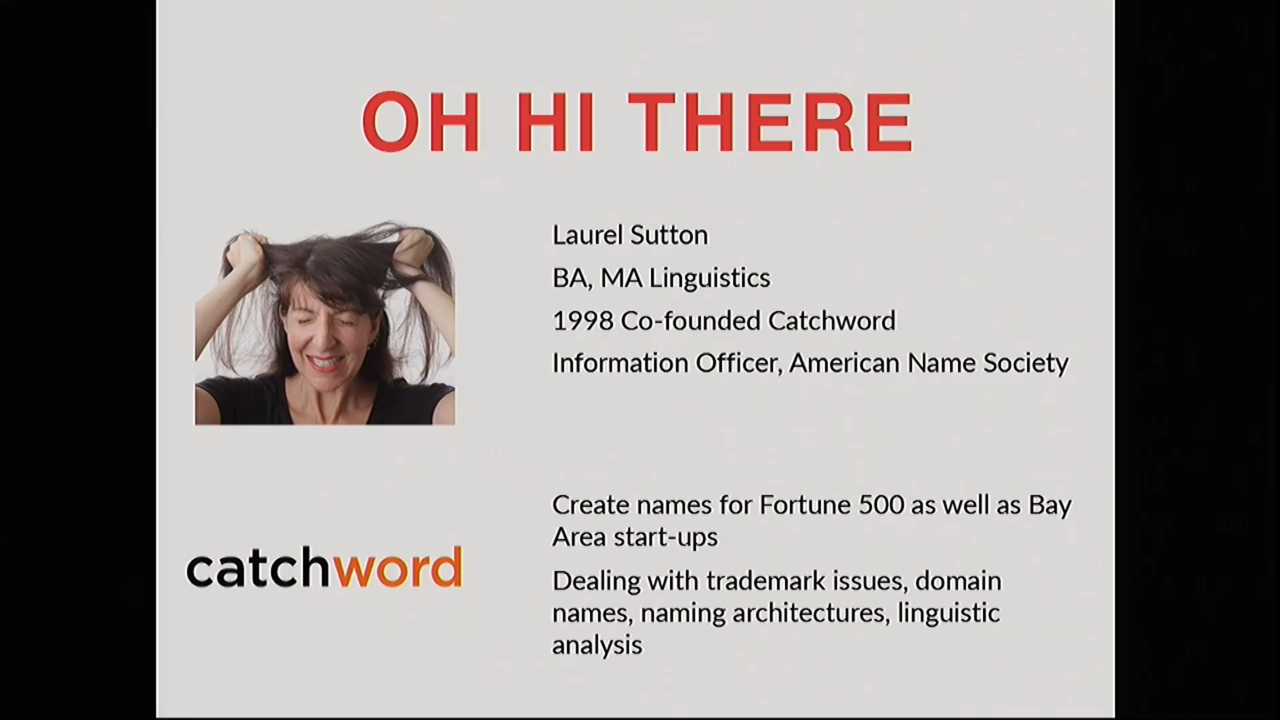 OH HI THERE
Laurel Sutton
BA, MA Linguistics
1998 Co-founded Catchword
Information Officer, American Name Society
Create names for Fortune 500 as well as Bay
Area start-ups
catchword
Dealing with trademark issues, domain
names, naming architectures, linguistic
analysis